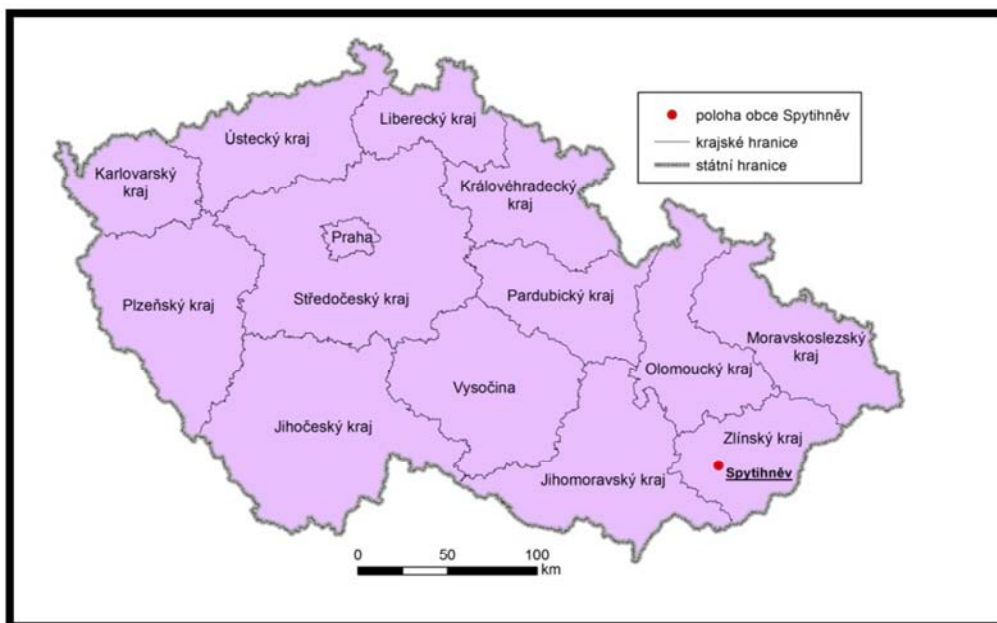 Liberecký kraj
Ústecký kraj
Karlovarský
kraj
Královéhradecký
kraj
Praha
Plzeňský kraj
Středočeský kraj
Pardubický kraj
Moravskoslezský
kraj
Olomoucký kraj
Vysočina
Jihočeský kraj
Zlínský kraj
Spytihněv
Jihomoravský kraj
poloha obce Spytihněv
krajské hranice
státní hranice
0 50 100
km